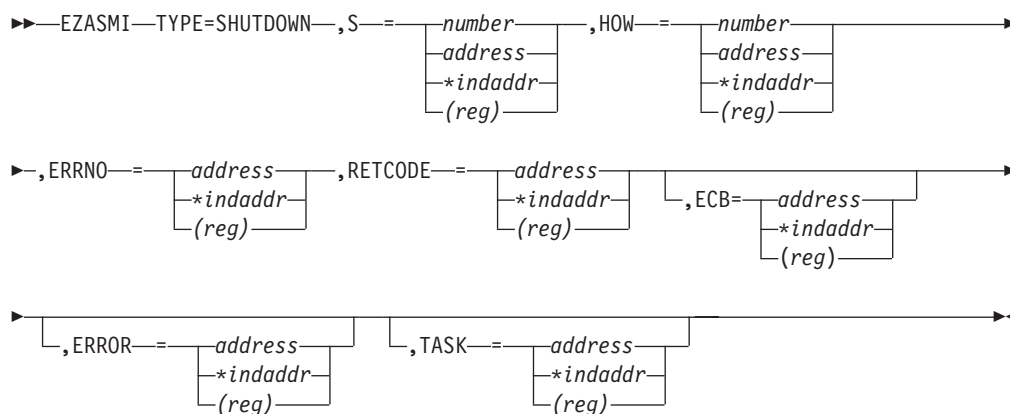 EZASMI TYPE=SHUTDOWN ,S = number ,HOW = number
address address
*indaddr *indaddr
(reg) (reg)
,ERRNO = address ,RETCODE = address
*indaddr *indaddr ,ECB= address
(reg) (reg) *indaddr
(reg)
,ERROR = address ,TASK = address
*indaddr *indaddr
(reg) (reg)